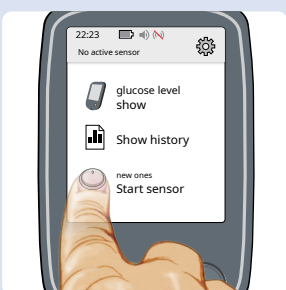 22:23
No active sensor
glucose level
show
Show history
new ones
Start sensor